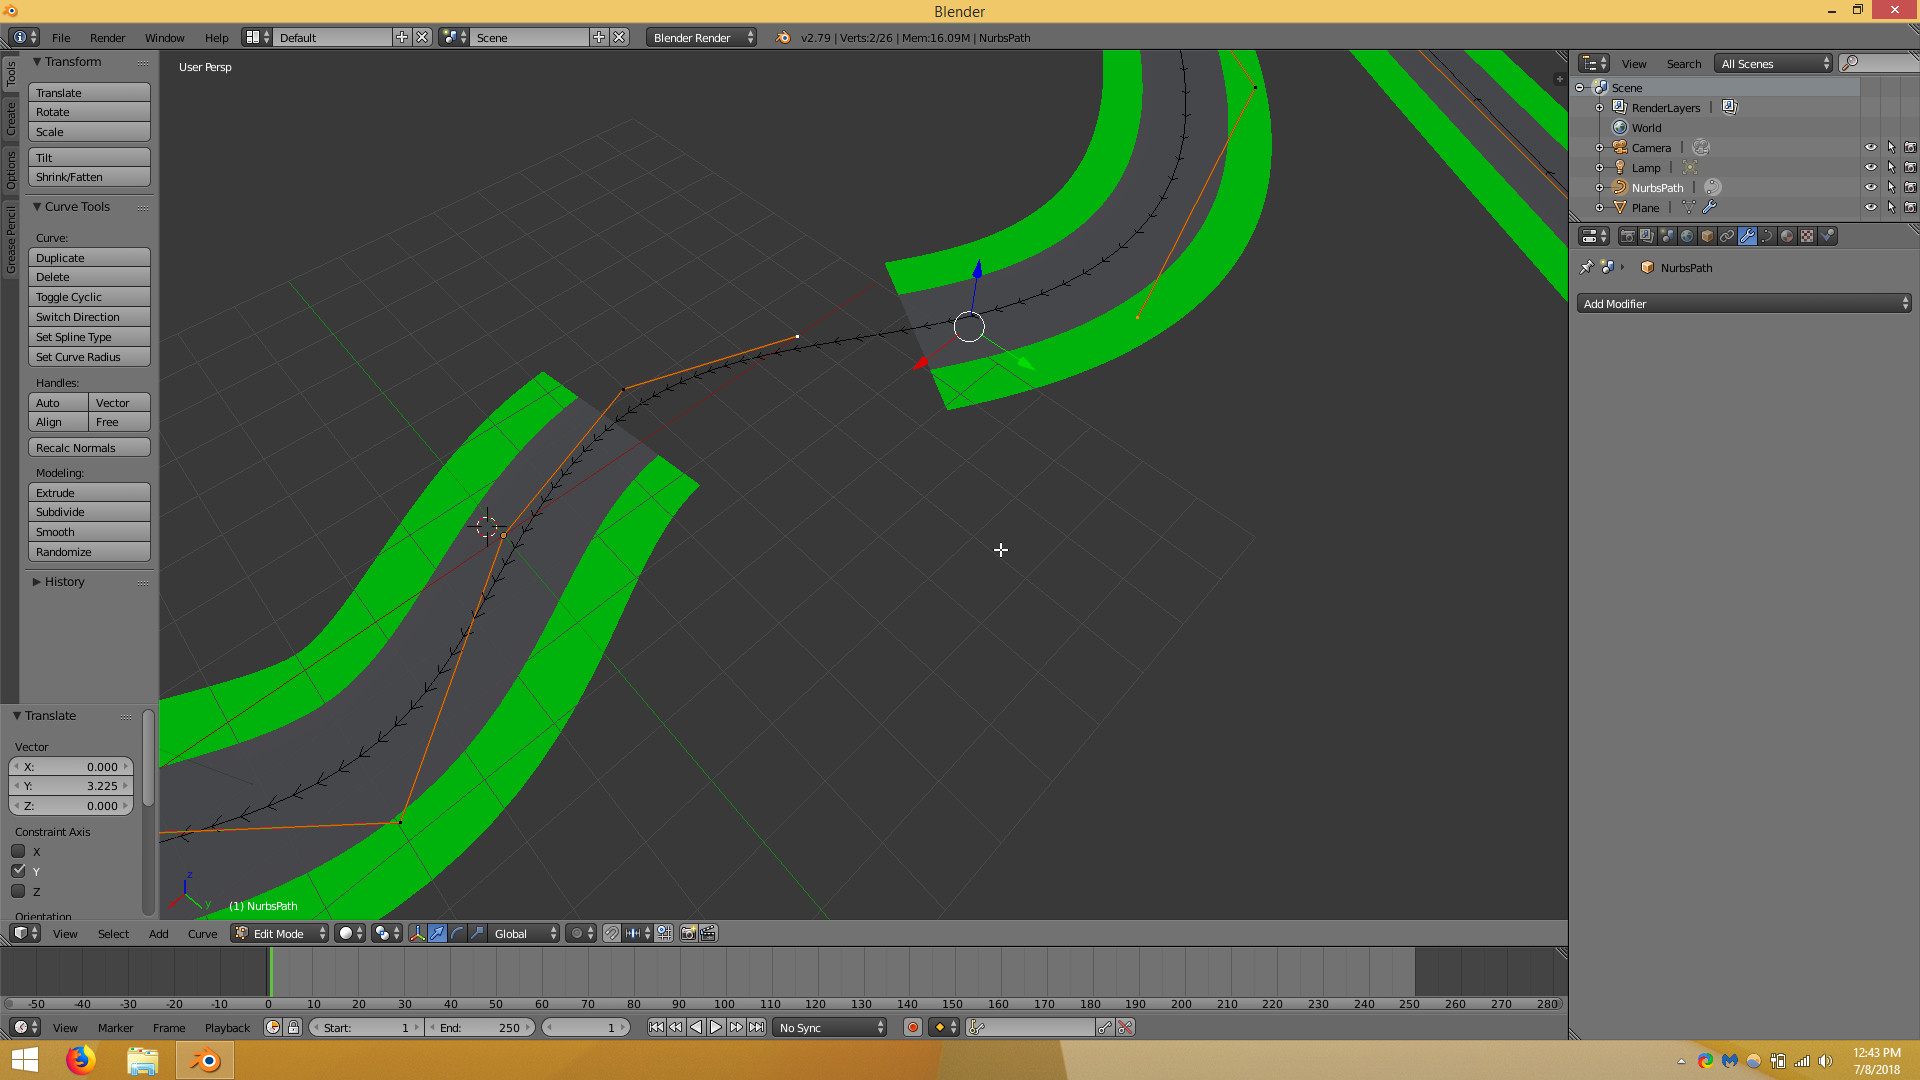 Blender
File Render Window Help Default Scene Blender Render v2.79 | Verts:2/26 | Mem:16.09M | NurbsPath
Tools
Create
Options
Grease Pencil
Transform
Translate
Rotate
Scale
Tilt
Shrink/Fatten
Curve Tools
Curve:
Duplicate
Delete
Toggle Cyclic
Switch Direction
Set Spline Type
Set Curve Radius
Handles:
Auto Vector
Align Free
Recalc Normals
Modeling:
Extrude
Subdivide
Smooth
Randomize
History
Translate
Vector
X: 0.000
Y: 3.225
Z: 0.000
Constraint Axis
X
Y
Z
Orientation
User Persp
z
y
(1) NurbsPath
View Select Add Curve Edit Mode Global
View Search All Scenes
Scene
RenderLayers |
World
Camera |
Lamp |
NurbsPath |
Plane |
NurbsPath
Add Modifier
-50 -40 -30 -20 -10 0 10 20 30 40 50 60 70 80 90 100 110 120 130 140 150 160 170 180 190 200 210 220 230 240 250 260 270 280
View Marker Frame Playback Start: 1 End: 250 1 No Sync
12:43 PM
7/8/2018